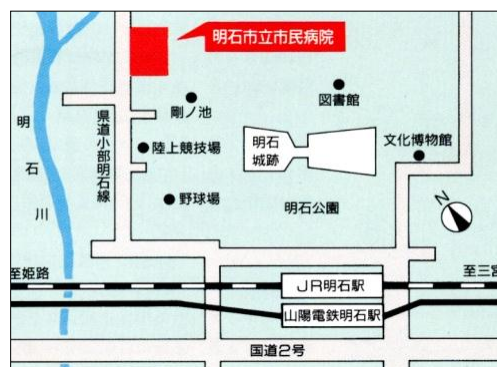 明石市立市民病院
図書館
剛ノ池
県道小部明石線
明石川
陸上競技場
明石
城跡
文化博物館
野球場
明石公園
N
至姫路
至三宮
JR明石駅
山陽電鉄明石駅
国道2号